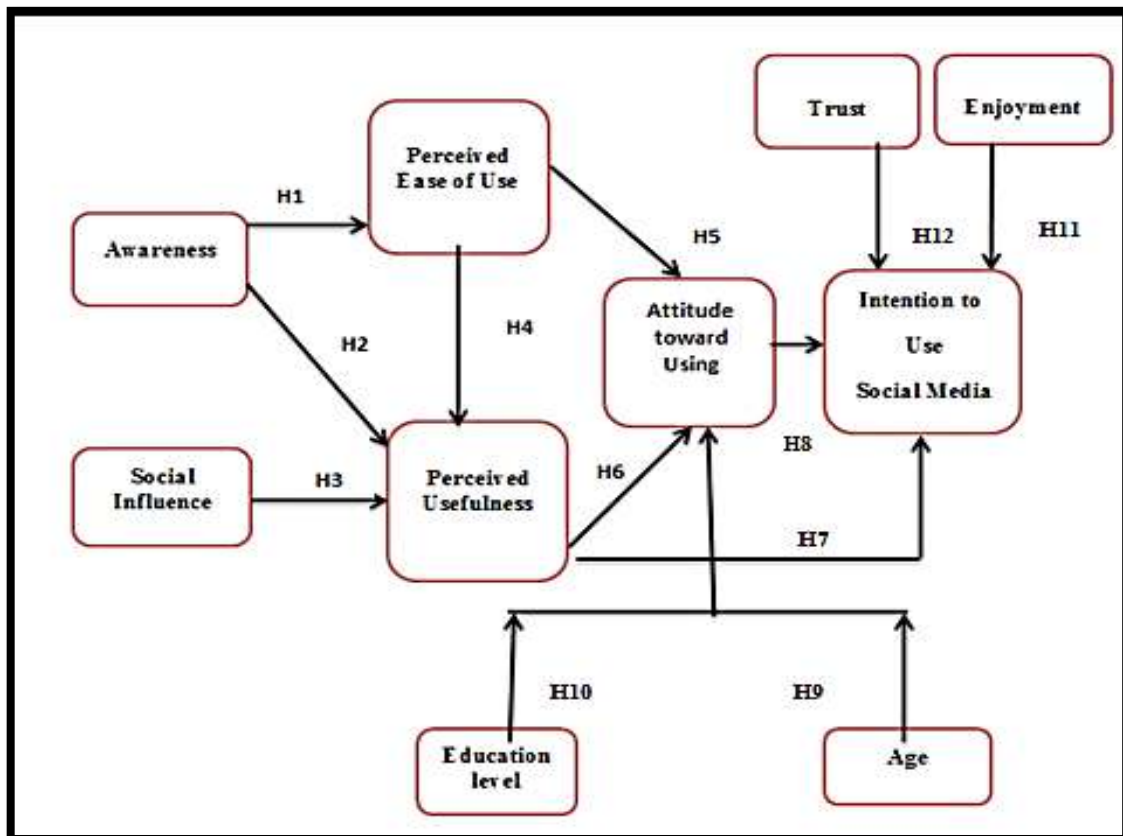 Trust
Enjoyment
Perceived
Ease of Use
H1
Awareness
H5
H12
H11
H2
H4
Attitude
toward
Using
Intention to
Use
Social Media
H8
Social
Influence
H3
Perceived
Usefulness
H6
H7
H10
H9
Education
level
Age